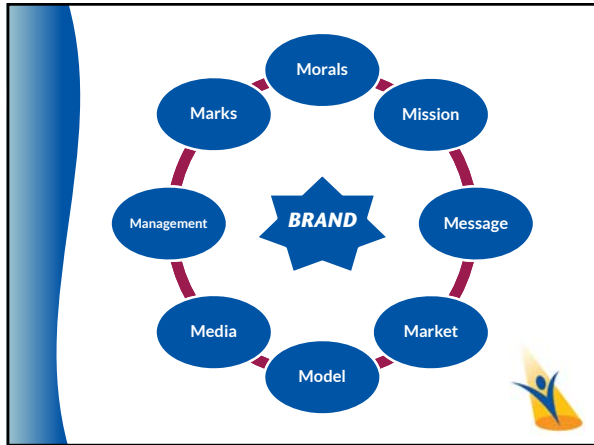 Morals
Mission
Message
Market
Model
Media
Management
Marks
BRAND